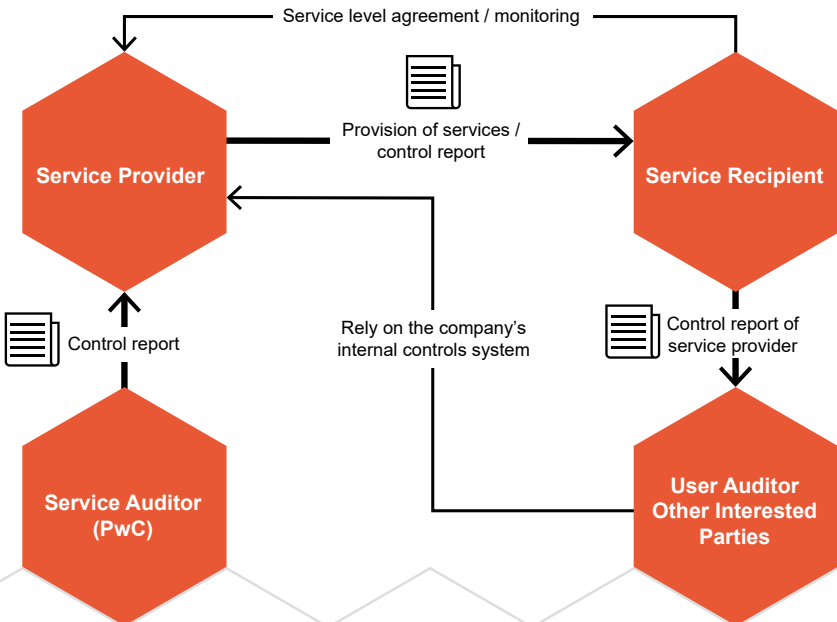 Service level agreement / monitoring
Provision of services /
control report
Service Provider
Service Recipient
Rely on the company's
internal controls system
Control report
Control report of
service provider
Service Auditor
(PwC)
User Auditor
Other Interested
Parties